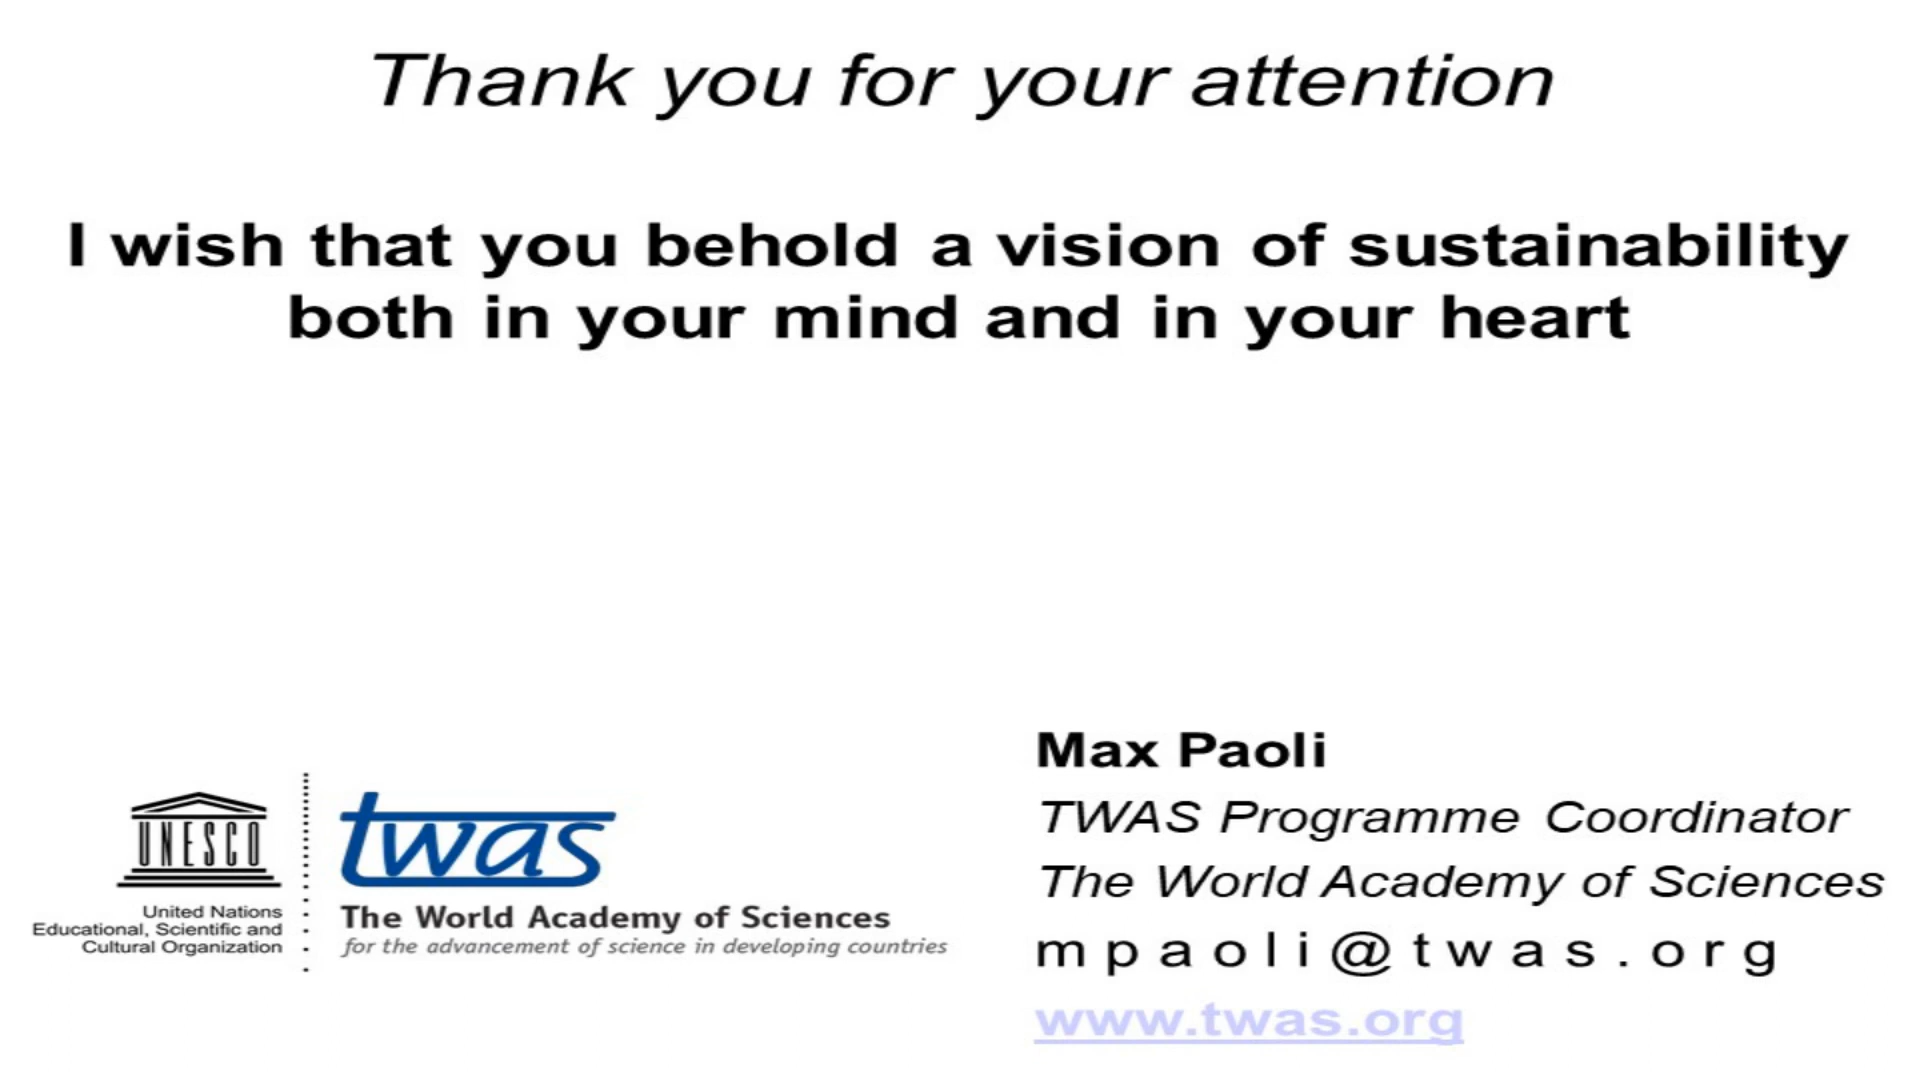 Thank you for your attention
I wish that you behold a vision of sustainability
both in your mind and in your heart
UNESCO
United Nations
Educational, Scientific and
Cultural Organization
twas
The World Academy of Sciences
for the advancement of science in developing countries
Max Paoli
TWAS Programme Coordinator
The World Academy of Sciences
mpaoli@twas.org
www.twas.org